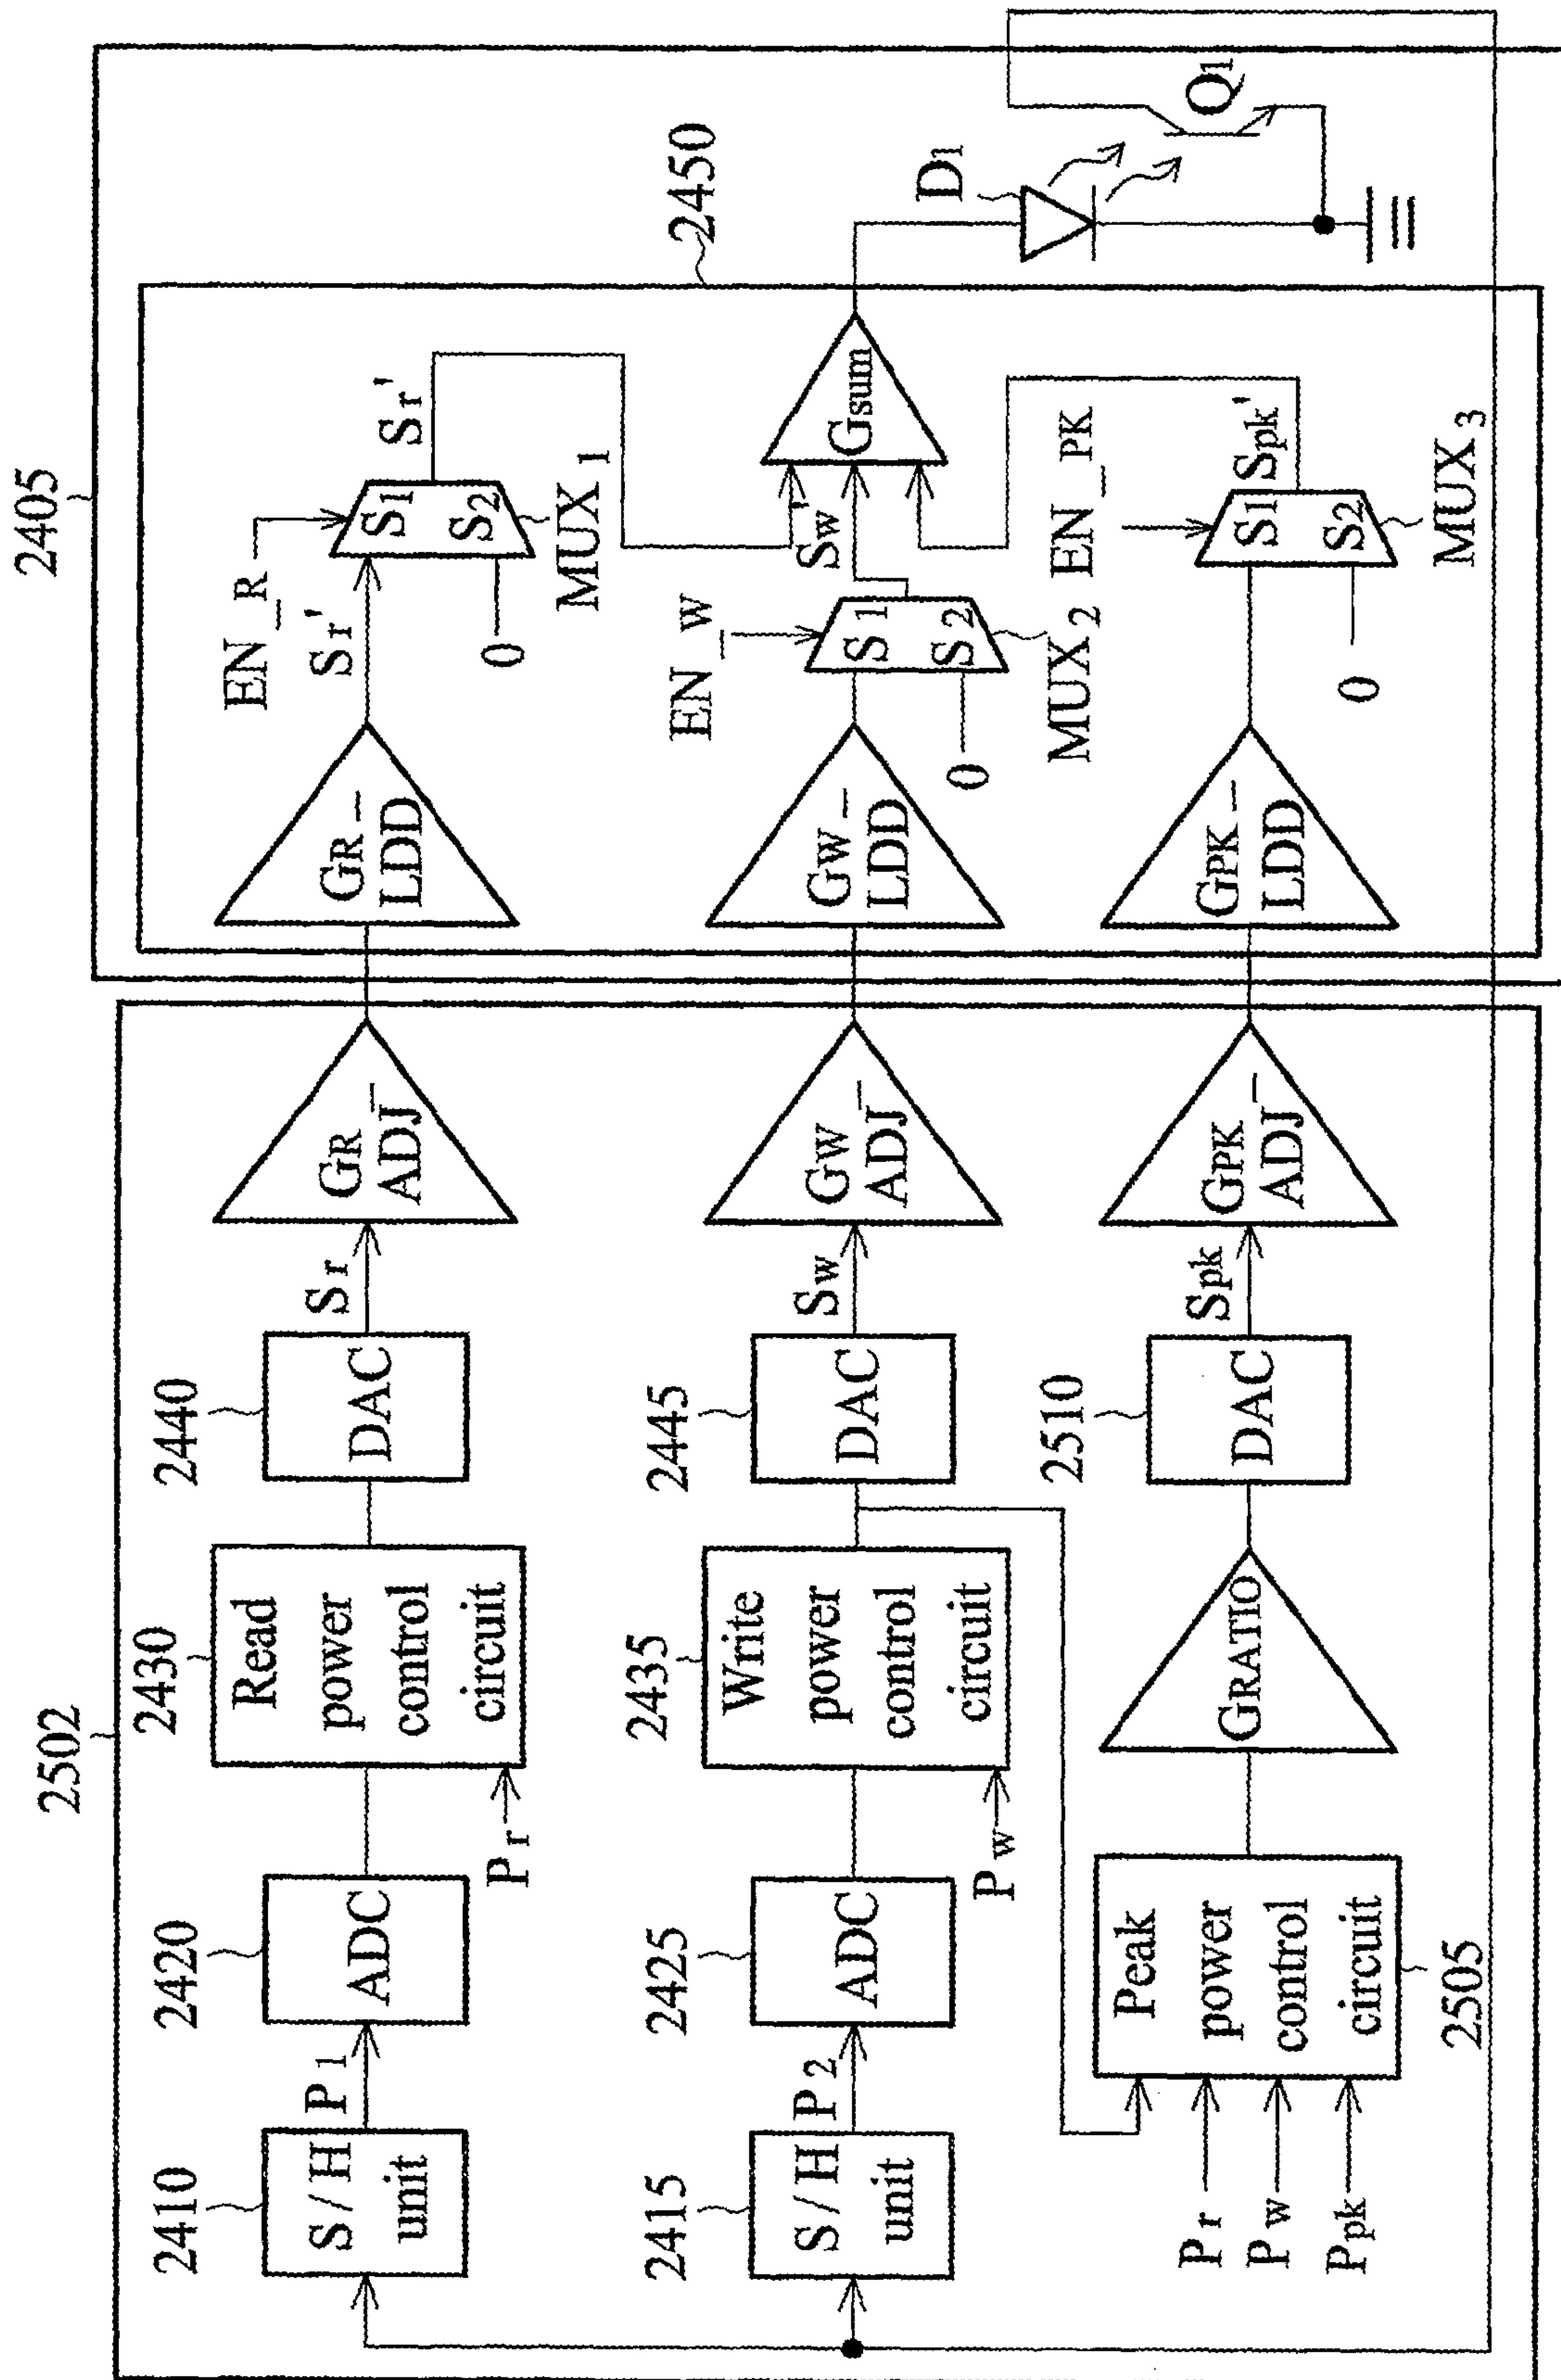 2502
2405
2410
S/H
unit
P1
2420
ADC
Pr
2430
Read
power
control
circuit
2440
DAC
Sr
GR_
ADJ
GR_
LDD
Sr'
EN_R
S1
S2
0
MUX1
Sr'
2450
2415
S/H
unit
P2
2425
ADC
Pw
2435
Write
power
control
circuit
2445
DAC
Sw
GW_
ADJ
GW_
LDD
EN_W
S1
S2
0
MUX2
Sw'
Gsum
D1
Q1
Pr
Pw
Ppk
Peak
power
control
circuit
2505
GRATIO
2510
DAC
Spk
GPK_
ADJ
GPK_
LDD
EN_PK
S1
S2
0
MUX3
Spk'